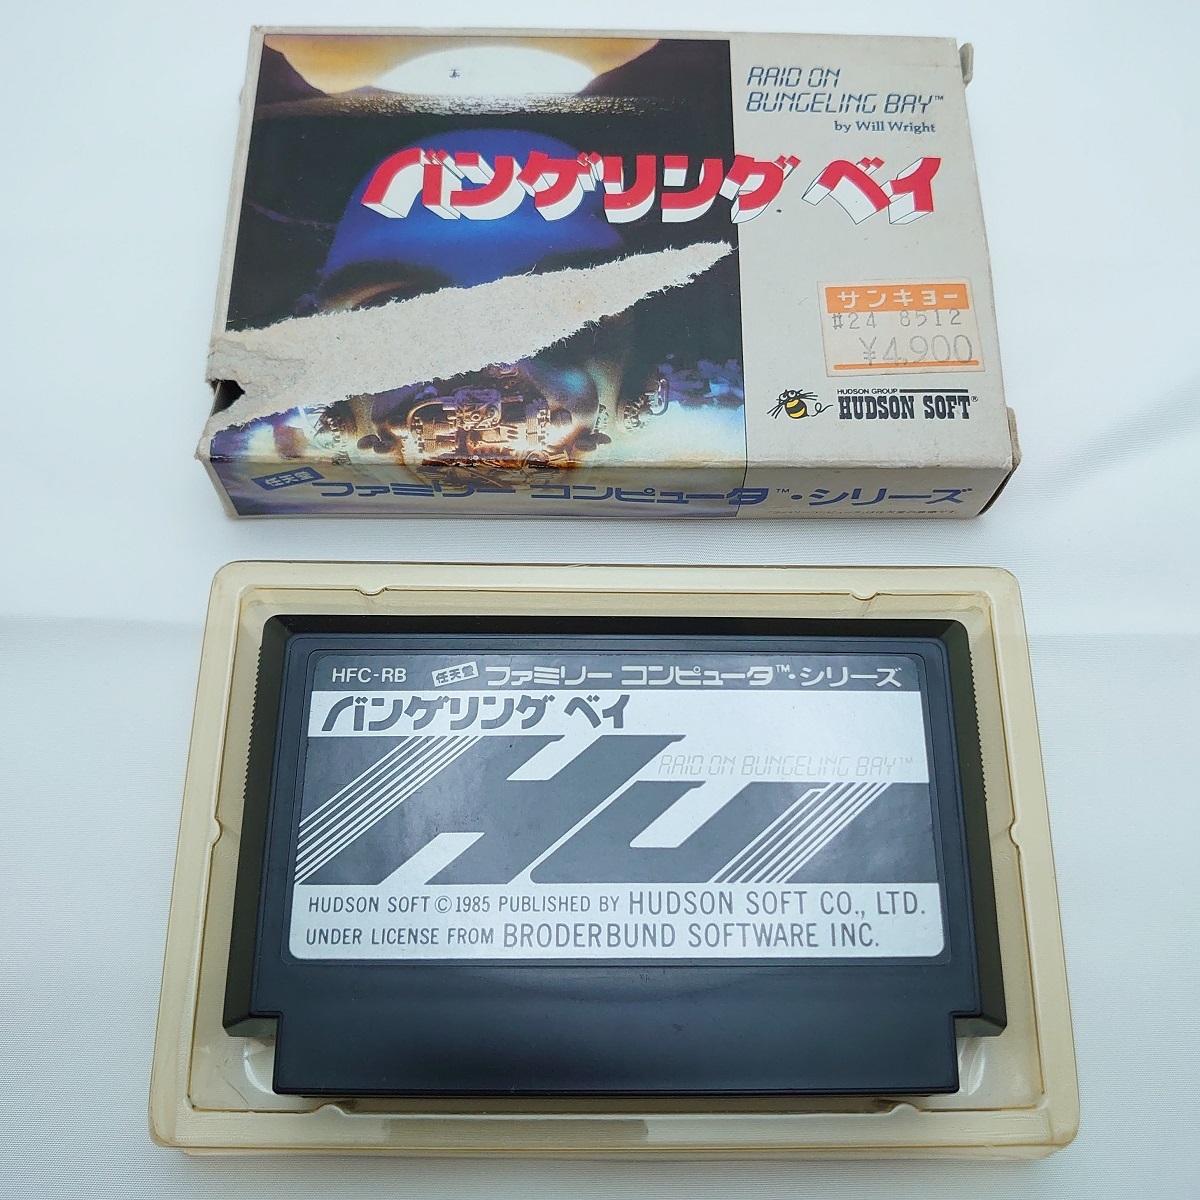 RAID ON
BUNGELING BAY™
by Will Wright
バンゲリング ベイ
サンキョー
#24 8512
¥4,900
HUDSON GROUP
HUDSON SOFT®
任天堂 ファミリー コンピュータ™・シリーズ
HFC-RB 任天堂 ファミリー コンピュータ™・シリーズ
バンゲリング ベイ
HU
RAID ON BUNGELING BAY™
HUDSON SOFT ©1985 PUBLISHED BY HUDSON SOFT CO., LTD.
UNDER LICENSE FROM BRODERBUND SOFTWARE INC.